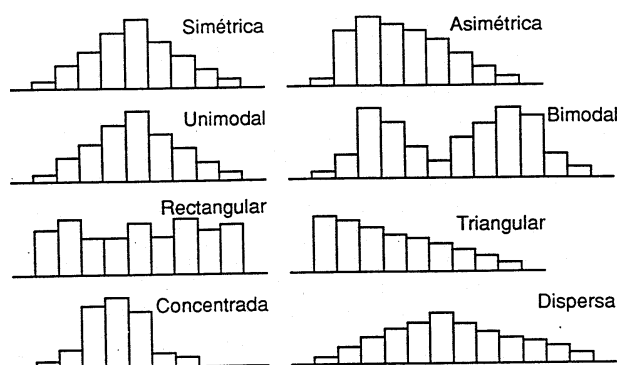 Simétrica
Asimétrica
Unimodal
Bimodal
Rectangular
Triangular
Concentrada
Dispersa